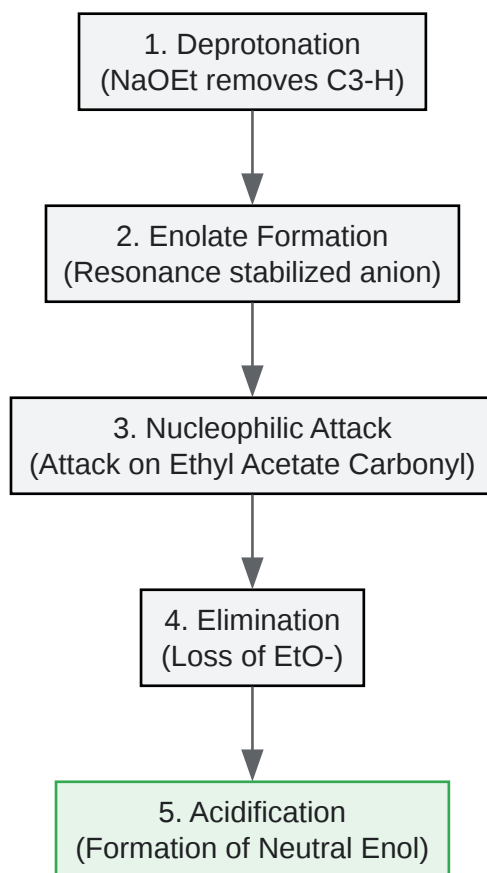 1. Deprotonation
(NaOEt removes C3-H)
2. Enolate Formation
(Resonance stabilized anion)
3. Nucleophilic Attack
(Attack on Ethyl Acetate Carbonyl)
4. Elimination
(Loss of EtO-)
5. Acidification
(Formation of Neutral Enol)